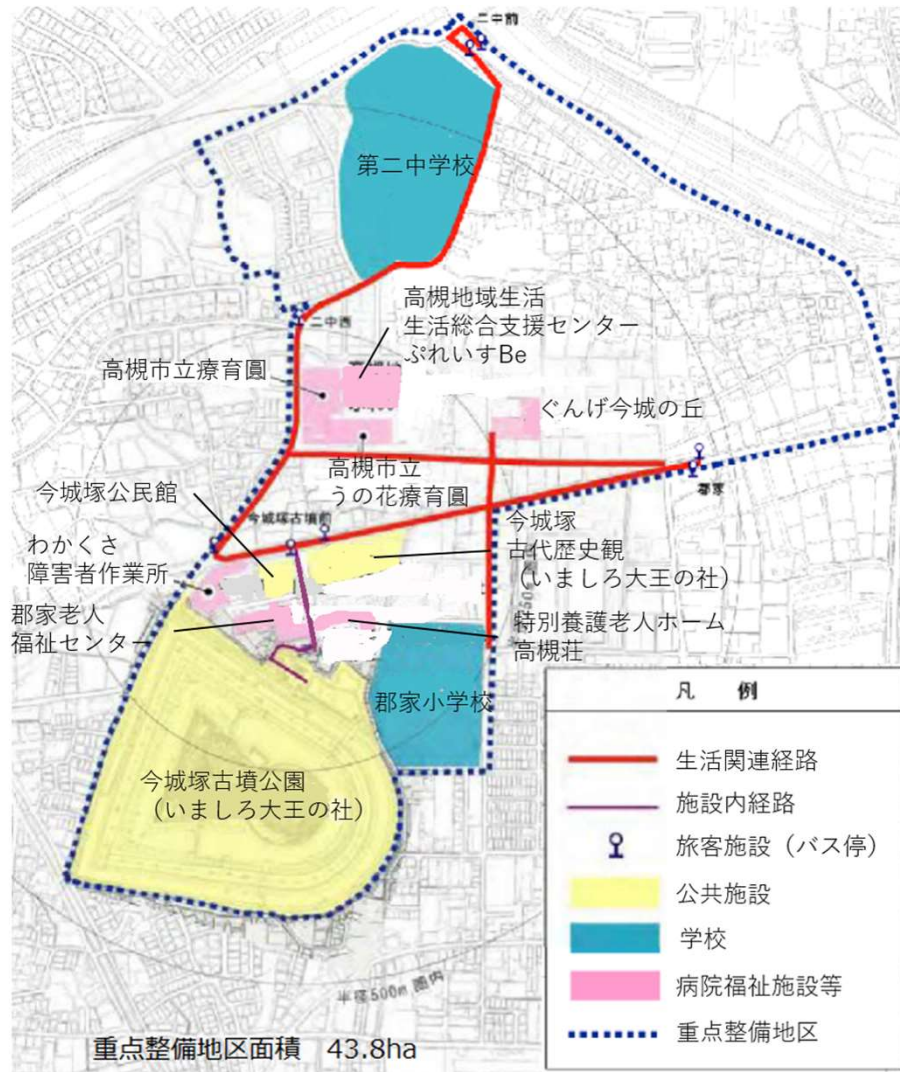 二中前
第二中学校
高槻地域生活
生活総合支援センター
ぷれいすBe
二中西
高槻市立療育圓
ぐんげ今城の丘
高槻市立
うの花療育圓
今城塚公民館
郡家
今城塚古墳前
今城塚
古代歴史観
（いましろ大王の社）
わかくさ
障害者作業所
郡家老人
福祉センター
特別養護老人ホーム
高槻荘
郡家小学校
今城塚古墳公園
（いましろ大王の社）
半径500m 圏内
重点整備地区面積　43.8ha
凡　例
生活関連経路
施設内経路
旅客施設（バス停）
公共施設
学校
病院福祉施設等
重点整備地区